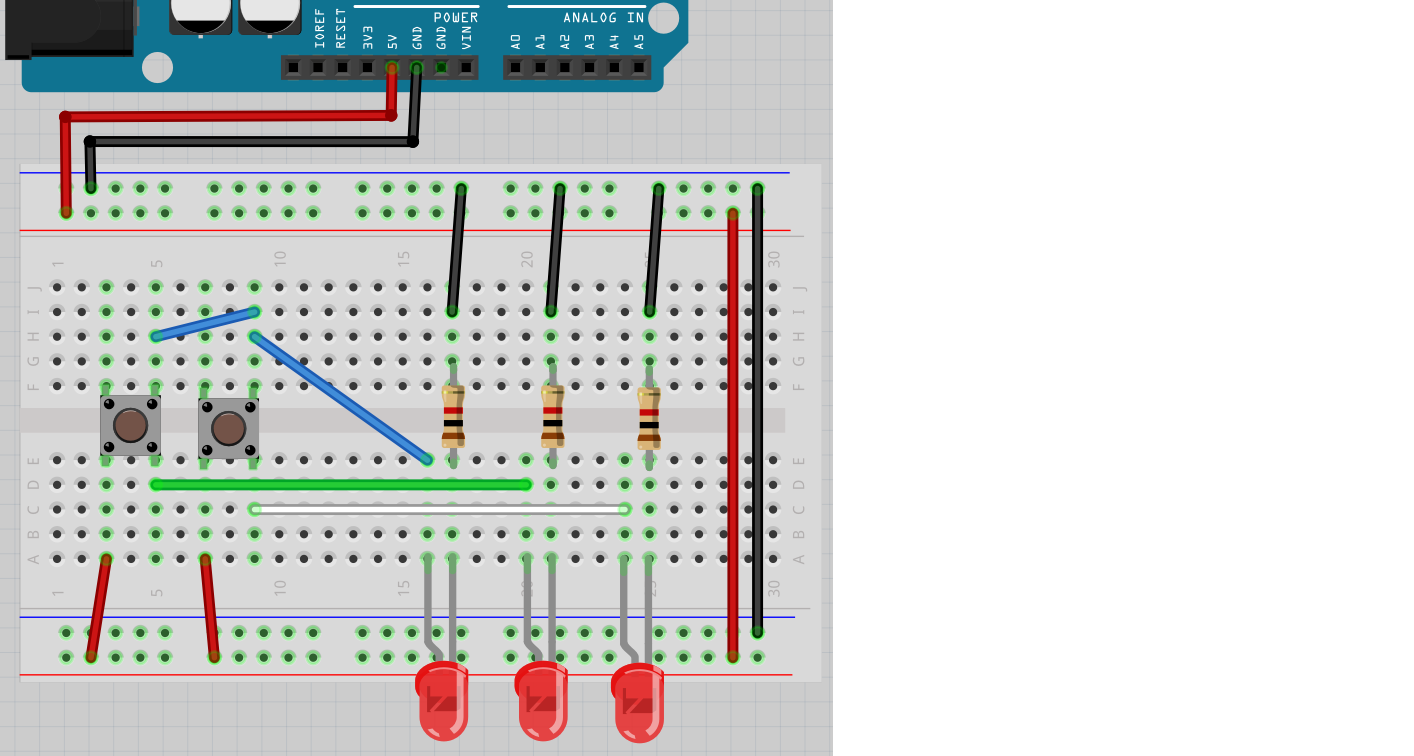 POWER ANALOG IN
IOREF RESET 3V3 5V GND GND VIN A0 A1 A2 A3 A4 A5
1 5 10 15 20 25 30
J J
I I
H H
G G
F F
E E
D D
C C
B B
A A
1 5 10 15 20 25 30